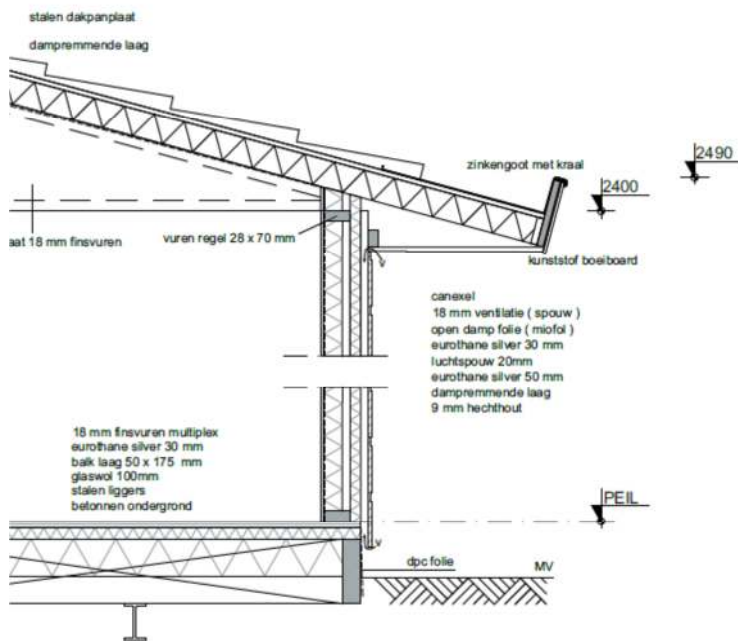 stalen dakpanplaat
dampremmende laag
zinkengoot met kraal
2490
2400
aat 18 mm finsvuren
vuren regel 28 x 70 mm
kunststof boeiboard
canexel
18 mm ventilatie ( spouw )
open damp folie ( miofol )
eurothane silver 30 mm
luchtspouw 20mm
eurothane silver 50 mm
dampremmende laag
9 mm hechthout
18 mm finsvuren multiplex
eurothane silver 30 mm
balk laag 50 x 175 mm
glaswol 100mm
stalen liggers
betonnen ondergrond
PEIL
dpc folie
MV